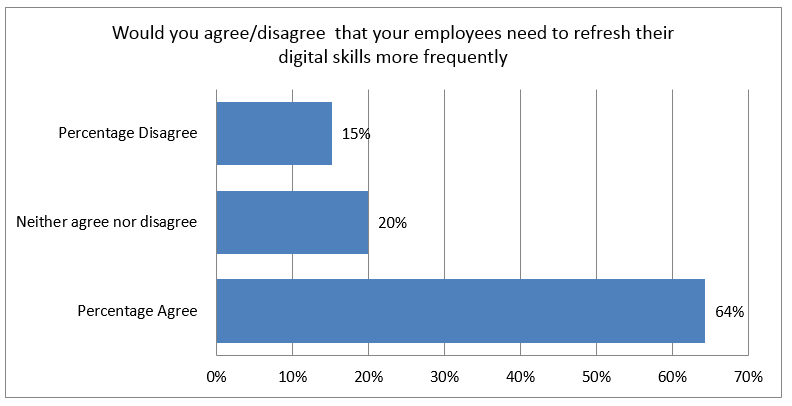 Would you agree/disagree  that your employees need to refresh their
digital skills more frequently
Percentage Disagree
15%
Neither agree nor disagree
20%
Percentage Agree
64%
0%
10%
20%
30%
40%
50%
60%
70%